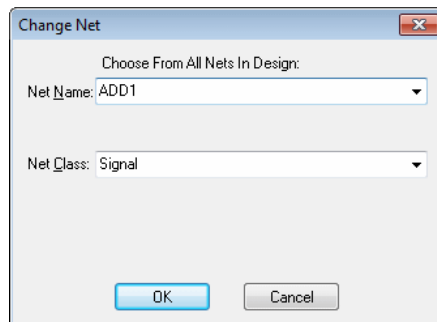 Change Net
Choose From All Nets In Design:
Net Name: ADD1
Net Class: Signal
OK Cancel